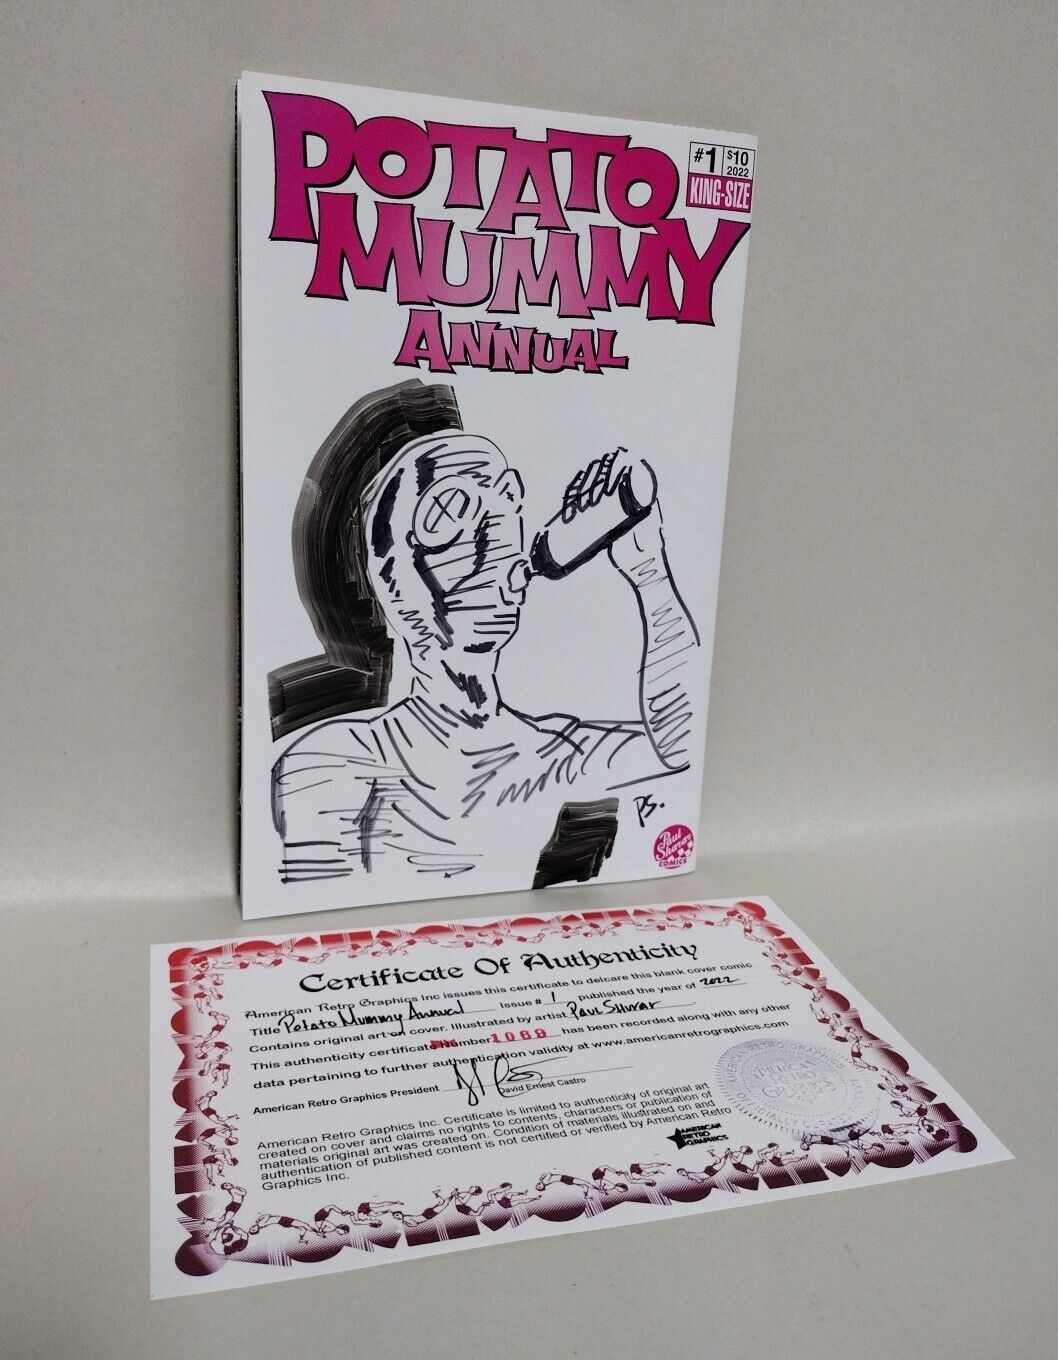 POTATO
MUMMY
ANNUAL
#1
$10
2022
KING-SIZE
PS.
Paul
Shover
COMICS
Certificate Of Authenticity
American Retro Graphics Inc issues this certificate to delcare this blank cover comic
Title Potato Mummy Annual Issue # 1 published the year of 2022
Contains original art on cover. Illustrated by artist Paul Shover
This authenticity certificate Number 1069 has been recorded along with any other
data pertaining to further authentication validity at www.americanretrographics.com
American Retro Graphics President
David Ernest Castro
American Retro Graphics Inc. Certificate is limited to authenticity of original art
created on cover and claims no rights to contents, characters or publication of
materials original art was created on. Condition of materials illustrated on and
authentication of published content is not certified or verified by American Retro
Graphics Inc.
AMERICAN
RETRO
GRAPHICS